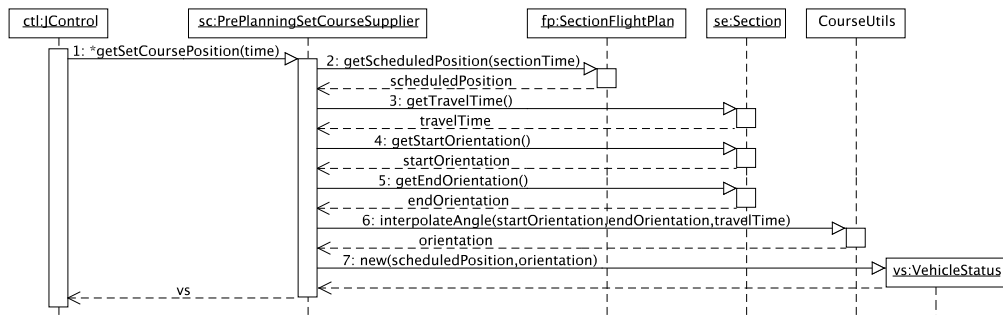 ctl:JControl
sc:PrePlanningSetCourseSupplier
fp:SectionFlightPlan
se:Section
CourseUtils
1: *getSetCoursePosition(time)
2: getScheduledPosition(sectionTime)
scheduledPosition
3: getTravelTime()
travelTime
4: getStartOrientation()
startOrientation
5: getEndOrientation()
endOrientation
6: interpolateAngle(startOrientation,endOrientation,travelTime)
orientation
7: new(scheduledPosition,orientation)
vs:VehicleStatus
vs